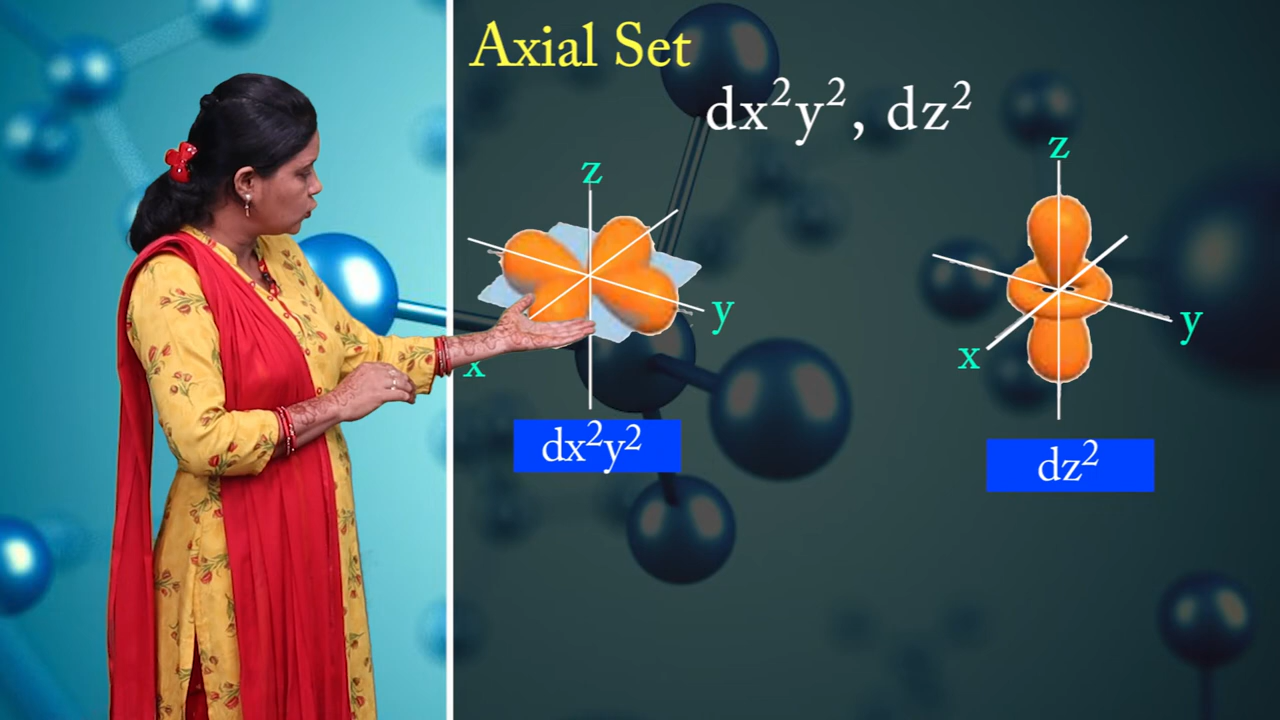 Axial Set
dx²y², dz²
z
y
x
dx²y²
z
y
x
dz²